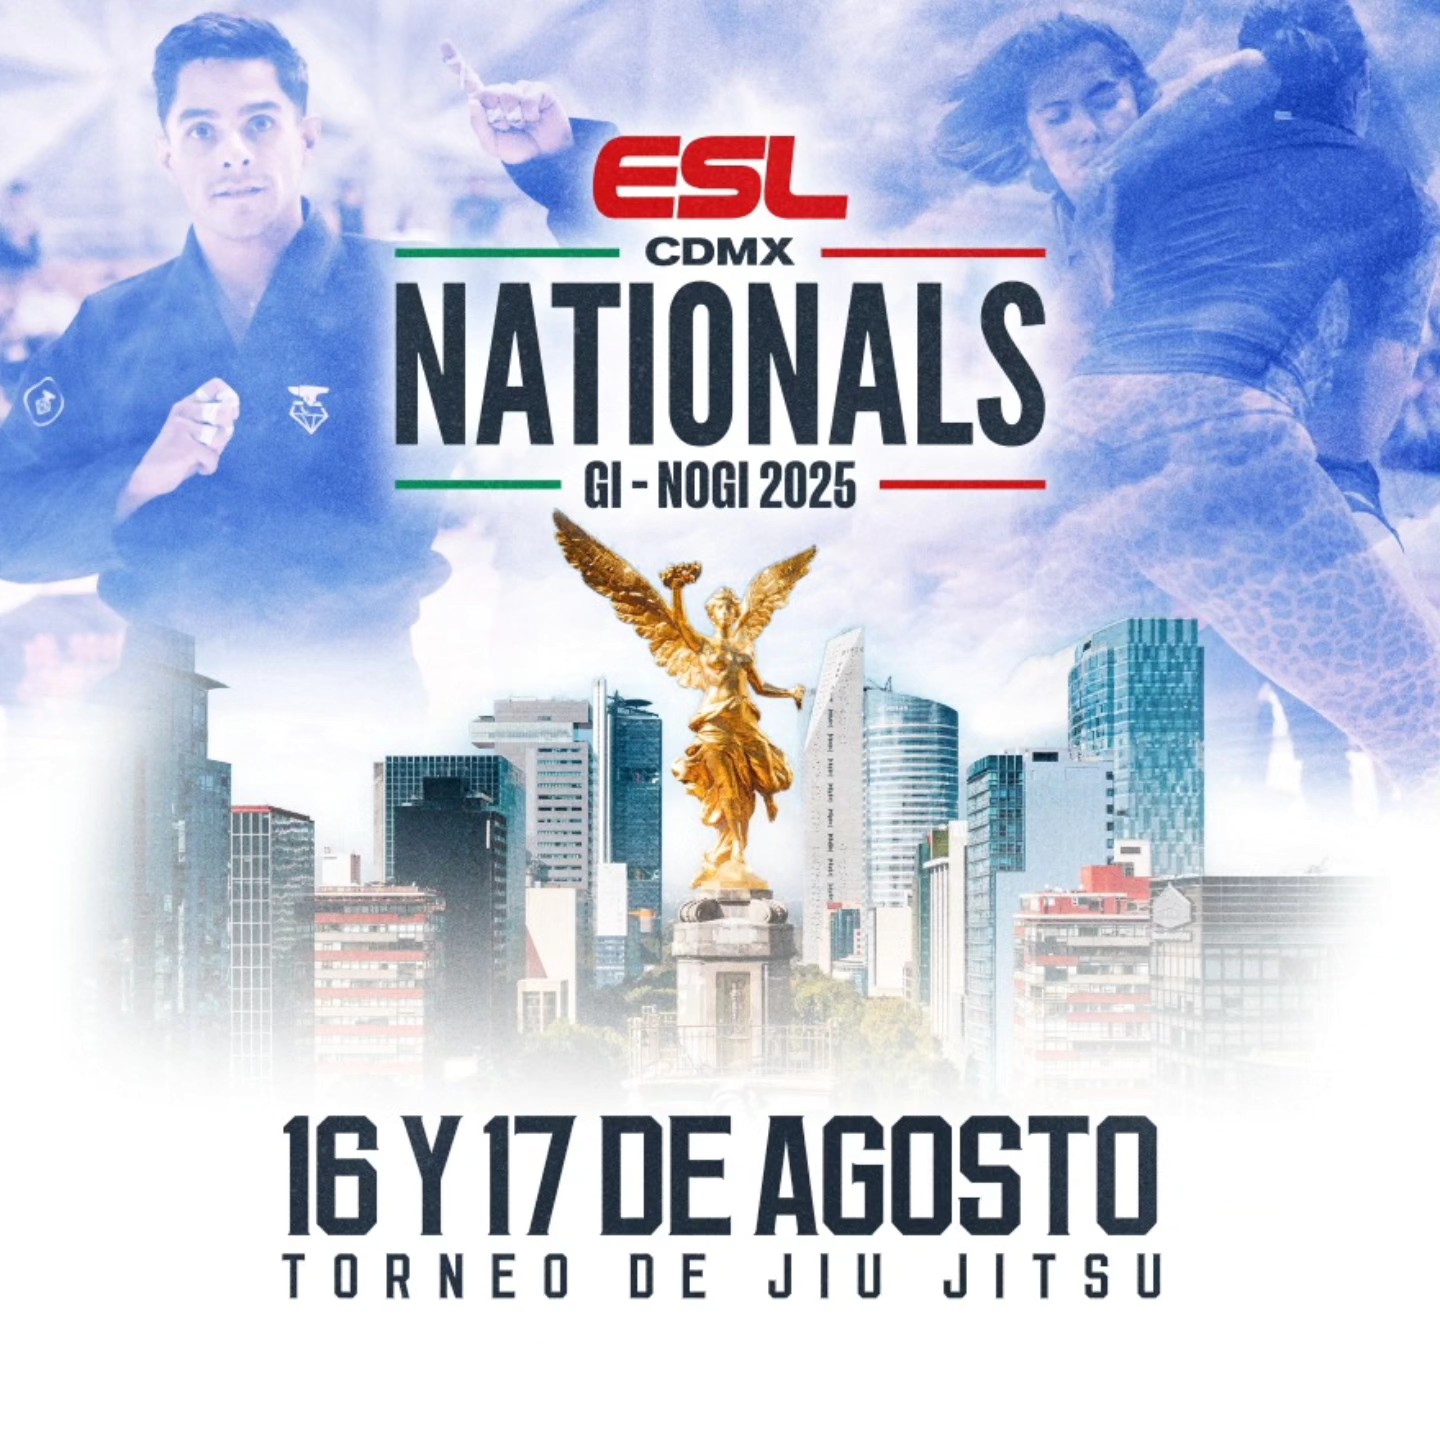 ESL
CDMX
NATIONALS
GI - NOGI 2025
16 Y 17 DE AGOSTO
TORNEO DE JIU JITSU